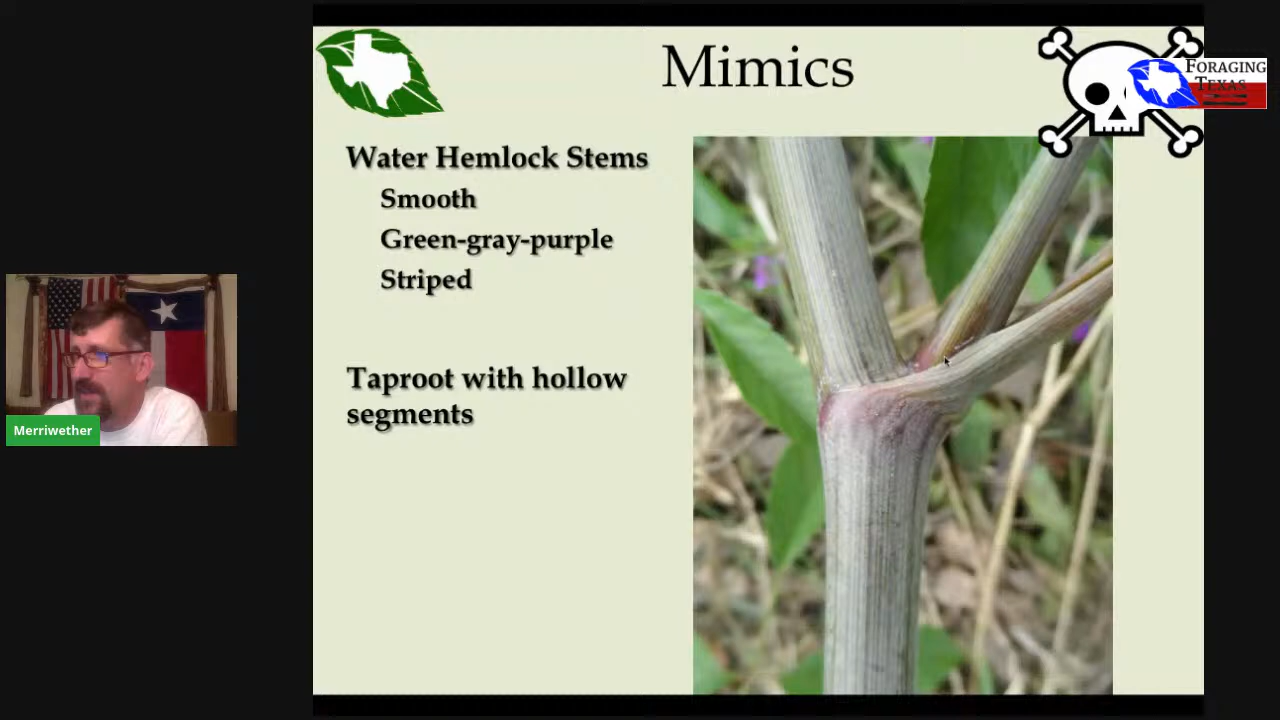 Mimics
FORAGING
TEXAS
Water Hemlock Stems
Smooth
Green-gray-purple
Striped
Taproot with hollow
segments
Merriwether